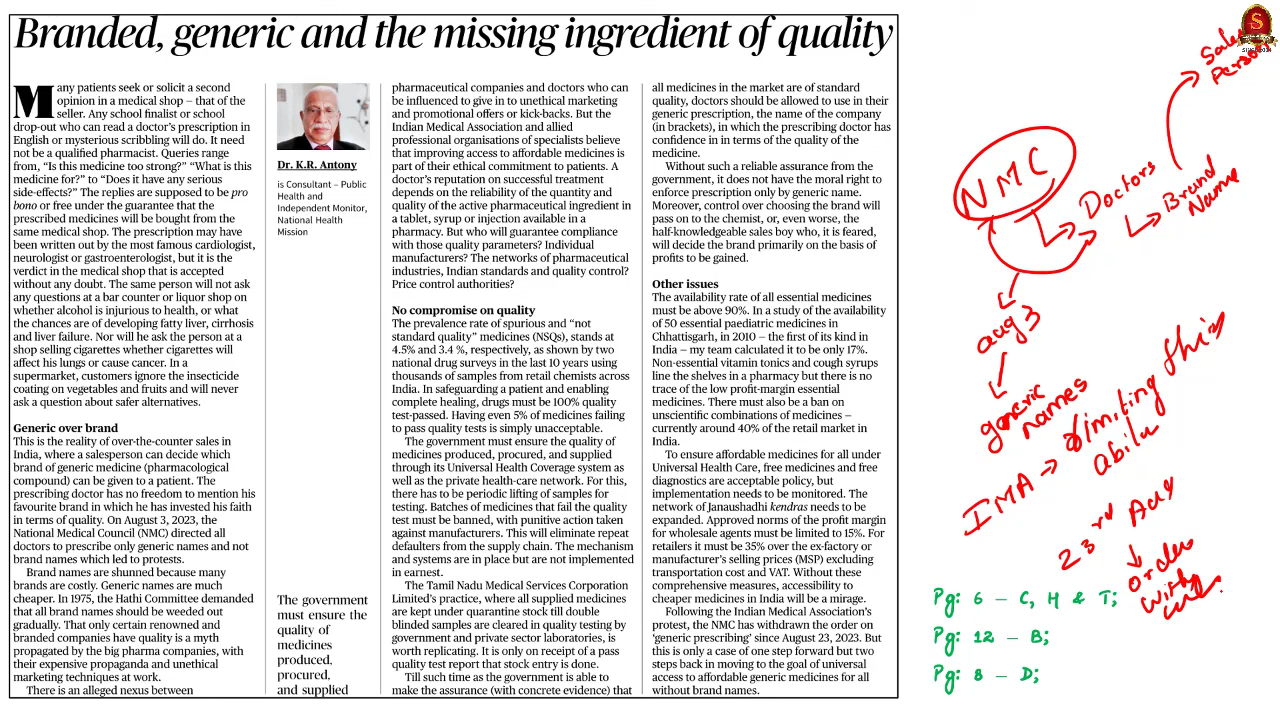 Branded, generic and the missing ingredient of quality
Many patients seek or solicit a second
opinion in a medical shop — that of the
seller. Any school finalist or school
drop-out who can read a doctor's prescription in
English or mysterious scribbling will do. It need
not be a qualified pharmacist. Queries range
from, "Is this medicine too strong?" "What is this
medicine for?" to "Does it have any serious
side-effects?" The replies are supposed to be pro
bono or free under the guarantee that the
prescribed medicines will be bought from the
same medical shop. The prescription may have
been written out by the most famous cardiologist,
neurologist or gastroenterologist, but it is the
verdict in the medical shop that is accepted
without any doubt. The same person will not ask
any questions at a bar counter or liquor shop on
whether alcohol is injurious to health, or what
the chances are of developing fatty liver, cirrhosis
and liver failure. Nor will he ask the person at a
shop selling cigarettes whether cigarettes will
affect his lungs or cause cancer. In a
supermarket, customers ignore the insecticide
coating on vegetables and fruits and will never
ask a question about safer alternatives.
Generic over brand
This is the reality of over-the-counter sales in
India, where a salesperson can decide which
brand of generic medicine (pharmacological
compound) can be given to a patient. The
prescribing doctor has no freedom to mention his
favourite brand in which he has invested his faith
in terms of quality. On August 3, 2023, the
National Medical Council (NMC) directed all
doctors to prescribe only generic names and not
brand names which led to protests.
Brand names are shunned because many
brands are costly. Generic names are much
cheaper. In 1975, the Hathi Committee demanded
that all brand names should be weeded out
gradually. That only certain renowned and
branded companies have quality is a myth
propagated by the big pharma companies, with
their expensive propaganda and unethical
marketing techniques at work.
There is an alleged nexus between
Dr. K.R. Antony
is Consultant – Public
Health and
Independent Monitor,
National Health
Mission
The government
must ensure the
quality of
medicines
produced,
procured,
and supplied
pharmaceutical companies and doctors who can
be influenced to give in to unethical marketing
and promotional offers or kick-backs. But the
Indian Medical Association and allied
professional organisations of specialists believe
that improving access to affordable medicines is
part of their ethical commitment to patients. A
doctor's reputation on successful treatment
depends on the reliability of the quantity and
quality of the active pharmaceutical ingredient in
a tablet, syrup or injection available in a
pharmacy. But who will guarantee compliance
with those quality parameters? Individual
manufacturers? The networks of pharmaceutical
industries, Indian standards and quality control?
Price control authorities?
No compromise on quality
The prevalence rate of spurious and "not
standard quality" medicines (NSQs), stands at
4.5% and 3.4 %, respectively, as shown by two
national drug surveys in the last 10 years using
thousands of samples from retail chemists across
India. In safeguarding a patient and enabling
complete healing, drugs must be 100% quality
test-passed. Having even 5% of medicines failing
to pass quality tests is simply unacceptable.
The government must ensure the quality of
medicines produced, procured, and supplied
through its Universal Health Coverage system as
well as the private health-care network. For this,
there has to be periodic lifting of samples for
testing. Batches of medicines that fail the quality
test must be banned, with punitive action taken
against manufacturers. This will eliminate repeat
defaulters from the supply chain. The mechanism
and systems are in place but are not implemented
in earnest.
The Tamil Nadu Medical Services Corporation
Limited's practice, where all supplied medicines
are kept under quarantine stock till double
blinded samples are cleared in quality testing by
government and private sector laboratories, is
worth replicating. It is only on receipt of a pass
quality test report that stock entry is done.
Till such time as the government is able to
make the assurance (with concrete evidence) that
all medicines in the market are of standard
quality, doctors should be allowed to use in their
generic prescription, the name of the company
(in brackets), in which the prescribing doctor has
confidence in in terms of the quality of the
medicine.
Without such a reliable assurance from the
government, it does not have the moral right to
enforce prescription only by generic name.
Moreover, control over choosing the brand will
pass on to the chemist, or, even worse, the
half-knowledgeable sales boy who, it is feared,
will decide the brand primarily on the basis of
profits to be gained.
Other issues
The availability rate of all essential medicines
must be above 90%. In a study of the availability
of 50 essential paediatric medicines in
Chhattisgarh, in 2010 — the first of its kind in
India — my team calculated it to be only 17%.
Non-essential vitamin tonics and cough syrups
line the shelves in a pharmacy but there is no
trace of the low profit-margin essential
medicines. There must also be a ban on
unscientific combinations of medicines —
currently around 40% of the retail market in
India.
To ensure affordable medicines for all under
Universal Health Care, free medicines and free
diagnostics are acceptable policy, but
implementation needs to be monitored. The
network of Janaushadhi kendras needs to be
expanded. Approved norms of the profit margin
for wholesale agents must be limited to 15%. For
retailers it must be 35% over the ex-factory or
manufacturer's selling prices (MSP) excluding
transportation cost and VAT. Without these
comprehensive measures, accessibility to
cheaper medicines in India will be a mirage.
Following the Indian Medical Association's
protest, the NMC has withdrawn the order on
'generic prescribing' since August 23, 2023. But
this is only a case of one step forward but two
steps back in moving to the goal of universal
access to affordable generic medicines for all
without brand names.
Sales
Person
NMC
Doctors
Brand
Name
aug 3
generic
names
IMA → limiting this
23rd Aug
order
Pg: 6 – C, H & T;
Pg: 12 – B;
Pg: 8 – D;